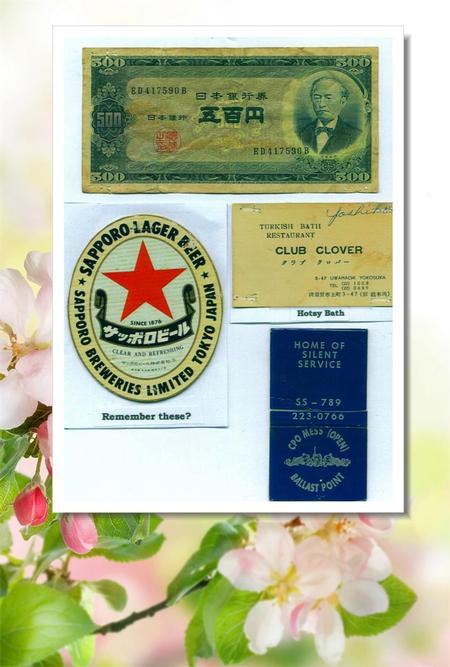 500 500
ED417590B
日本銀行券
500 日本銀行 五百円
ED417590B
500 500
SAPPORO LAGER BEER
SINCE 1876
サッポロビール
CLEAR AND REFRESHING
SAPPORO BREWERIES LIMITED TOKYO JAPAN
Remember these?
TURKISH BATH
RESTAURANT
CLUB CLOVER
クラブ クロバー
Hotsy Bath
HOME OF
SILENT
SERVICE
SS-789
223-0766
CPO MESS (OPEN)
BALLAST POINT